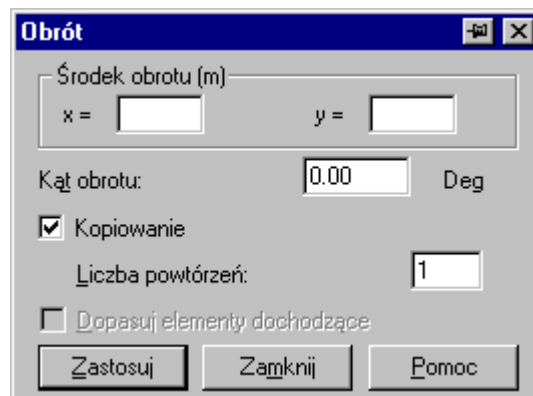 Obrót
Środek obrotu (m)
x = y =
Kąt obrotu: 0.00 Deg
Kopiowanie
Liczba powtórzeń: 1
Dopasuj elementy dochodzące
Zastosuj Zamknij Pomoc